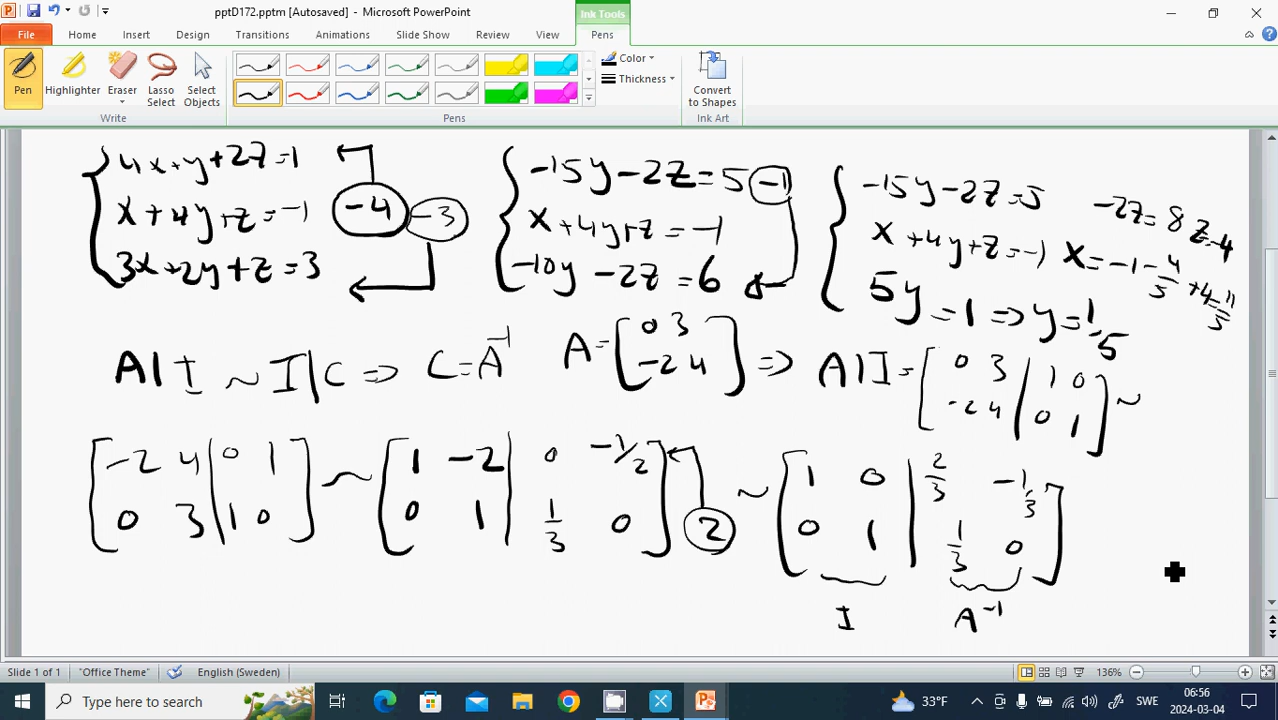 pptD172.pptm [Autosaved] - Microsoft PowerPoint
Ink Tools
File Home Insert Design Transitions Animations Slide Show Review View Pens
Pen Highlighter Eraser Lasso Select Select Objects
Color Thickness
Convert to Shapes
Write Pens Ink Art
4x+y+2z=1
x+4y+z=-1
3x+2y+z=3
-4 -3
-15y-2z=5
x+4y+z=-1
-10y-2z=6
-1
-15y-2z=5
x+4y+z=-1
5y=1 => y=1/5
-2z=8 z=-4
x=-1-4/5+4=11/5
A|I ~ I|C => C=A^-1
A=[0 3; -2 4] => A|I=[0 3 | 1 0; -2 4 | 0 1] ~
[-2 4 | 0 1; 0 3 | 1 0] ~ [1 -2 | 0 -1/2; 0 1 | 1/3 0] 2 ~ [1 0 | 2/3 -1/3; 0 1 | 1/3 0]
I A^-1
Slide 1 of 1 "Office Theme" English (Sweden) 136%
Type here to search 33°F SWE 06:56
2024-03-04